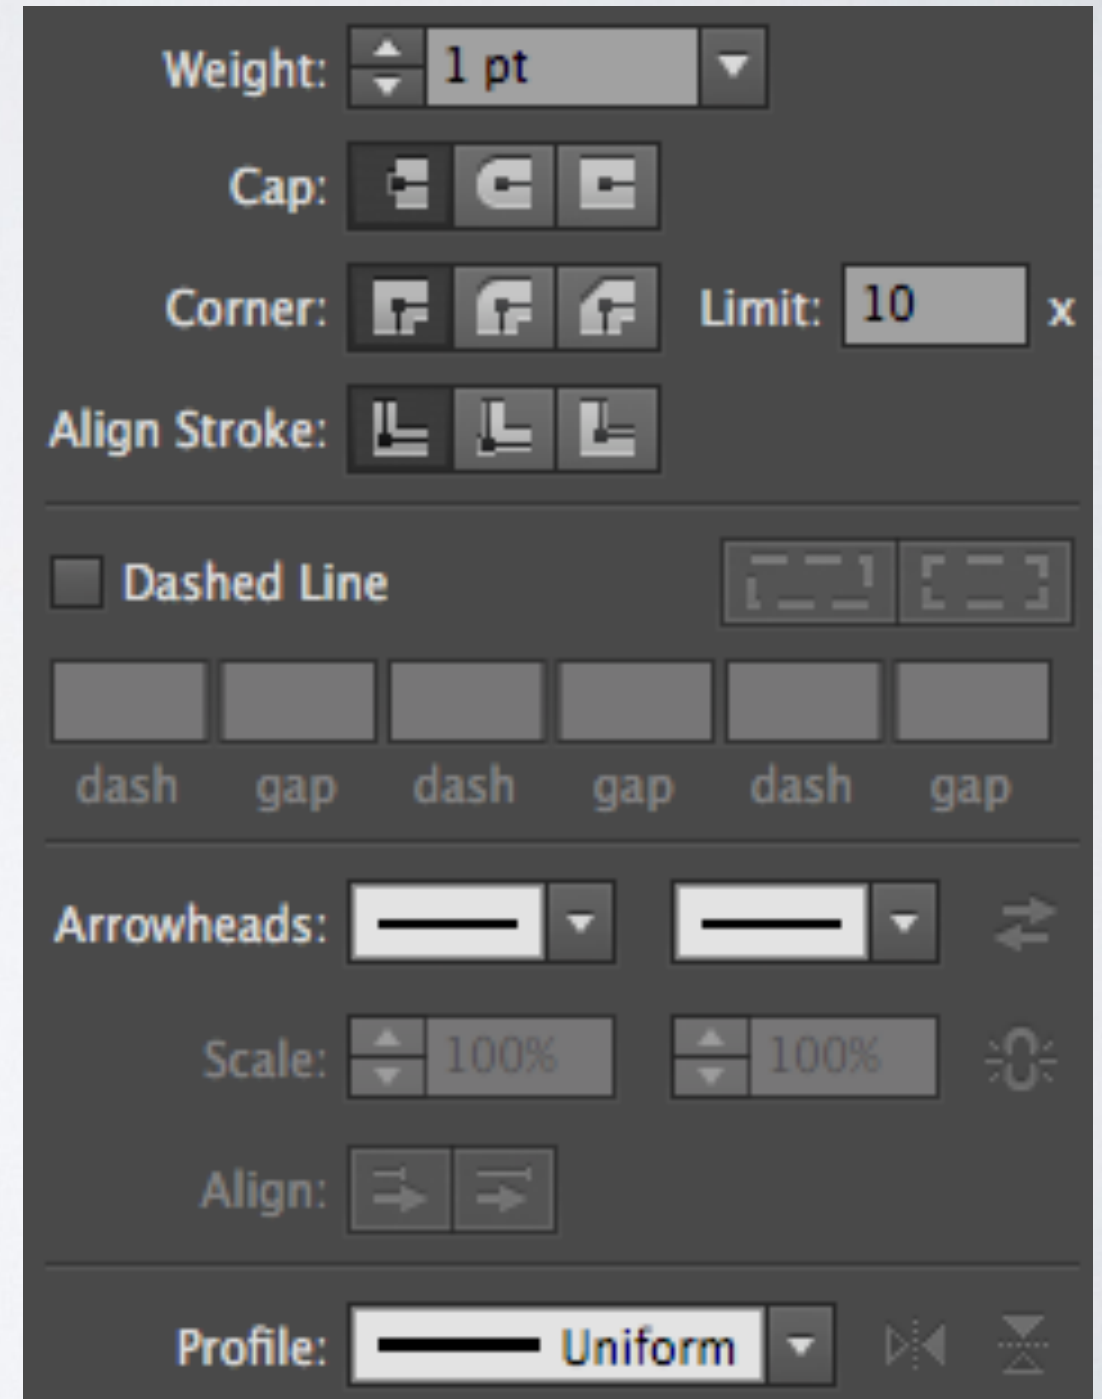 Weight: 1 pt
Cap:
Corner: Limit: 10 x
Align Stroke:
Dashed Line
dash gap dash gap dash gap
Arrowheads:
Scale: 100% 100%
Align:
Profile: Uniform